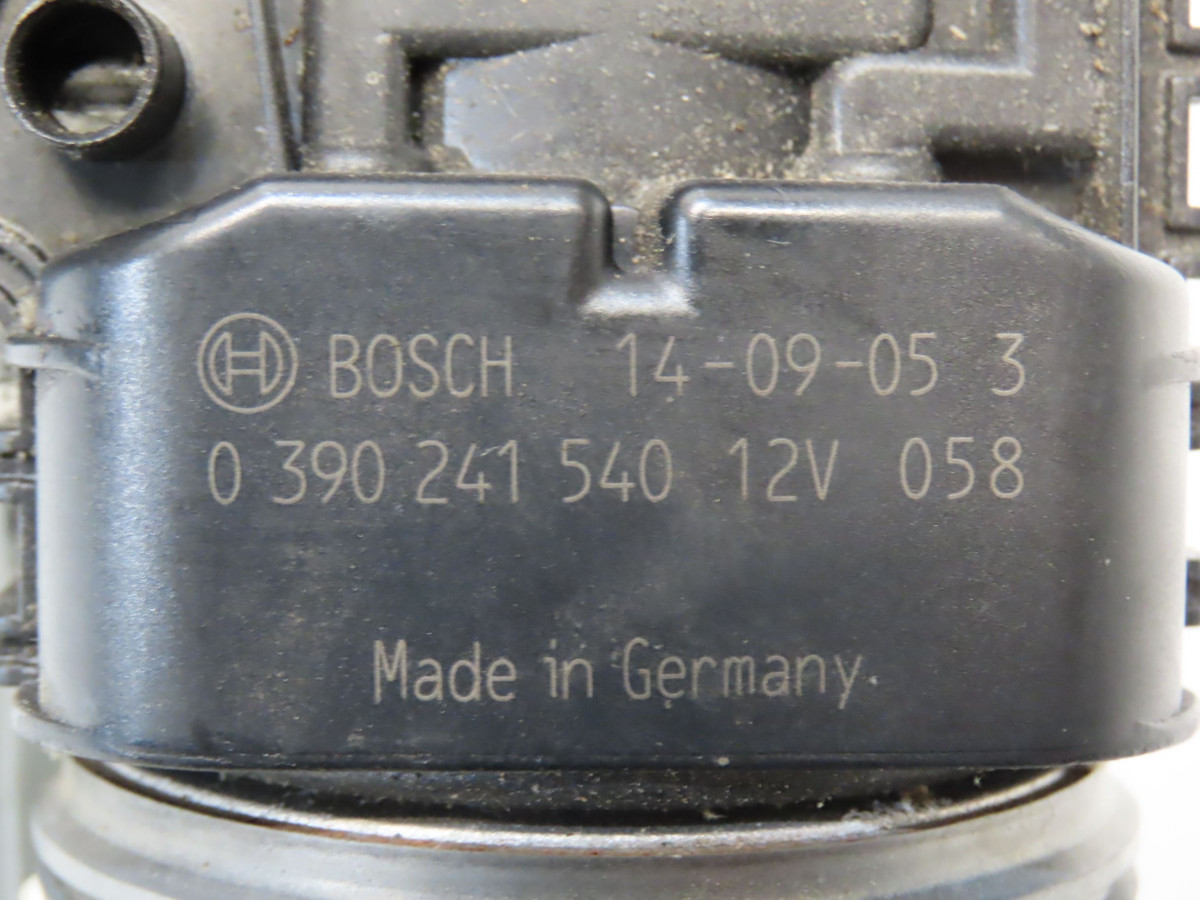 BOSCH 14-09-05 3
0 390 241 540 12V 058
Made in Germany